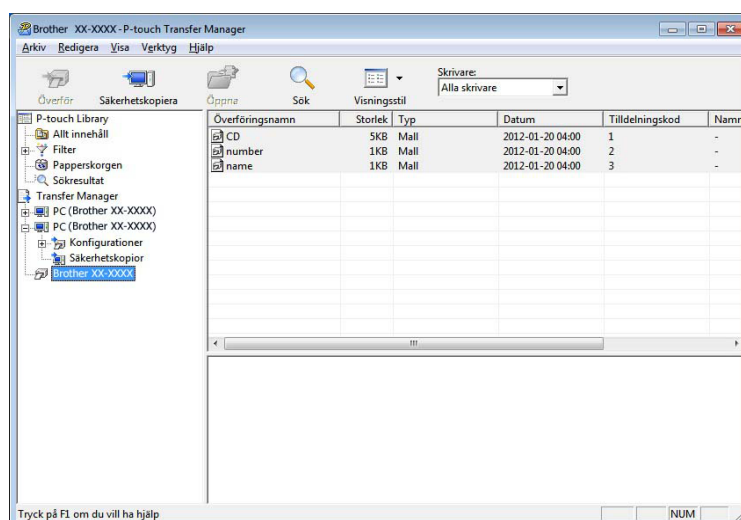 Brother XX-XXXX - P-touch Transfer Manager
Arkiv Redigera Visa Verktyg Hjälp
Skrivare:
Alla skrivare
Överför Säkerhetskopiera Öppna Sök Visningsstil
P-touch Library
Allt innehåll
Filter
Papperskorgen
Sökresultat
Transfer Manager
PC (Brother XX-XXXX)
PC (Brother XX-XXXX)
Konfigurationer
Säkerhetskopior
Brother XX-XXXX
Överföringsnamn Storlek Typ Datum Tilldelningskod Namn
CD 5KB Mall 2012-01-20 04:00 1 -
number 1KB Mall 2012-01-20 04:00 2 -
name 1KB Mall 2012-01-20 04:00 3 -
Tryck på F1 om du vill ha hjälp NUM